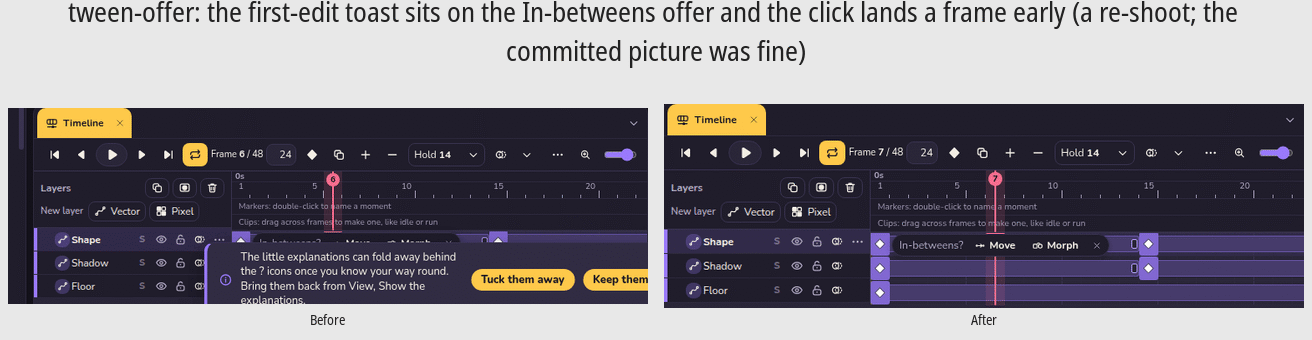 tween-offer: the first-edit toast sits on the In-betweens offer and the click lands a frame early (a re-shoot; the
committed picture was fine)
Timeline
Frame 6 / 48
24
Hold 14
Layers
0s
1
5
6
10
15
20
New layer
Vector
Pixel
Markers: double-click to name a moment
Clips: drag across frames to make one, like idle or run
Shape
S
In-betweens?
Move
Morph
Shadow
S
Floor
S
The little explanations can fold away behind
the ? icons once you know your way round.
Bring them back from View, Show the
explanations.
Tuck them away
Keep them
Before
Timeline
Frame 7 / 48
24
Hold 14
Layers
0s
1
5
7
10
15
20
New layer
Vector
Pixel
Markers: double-click to name a moment
Clips: drag across frames to make one, like idle or run
Shape
S
In-betweens?
Move
Morph
Shadow
S
Floor
S
After